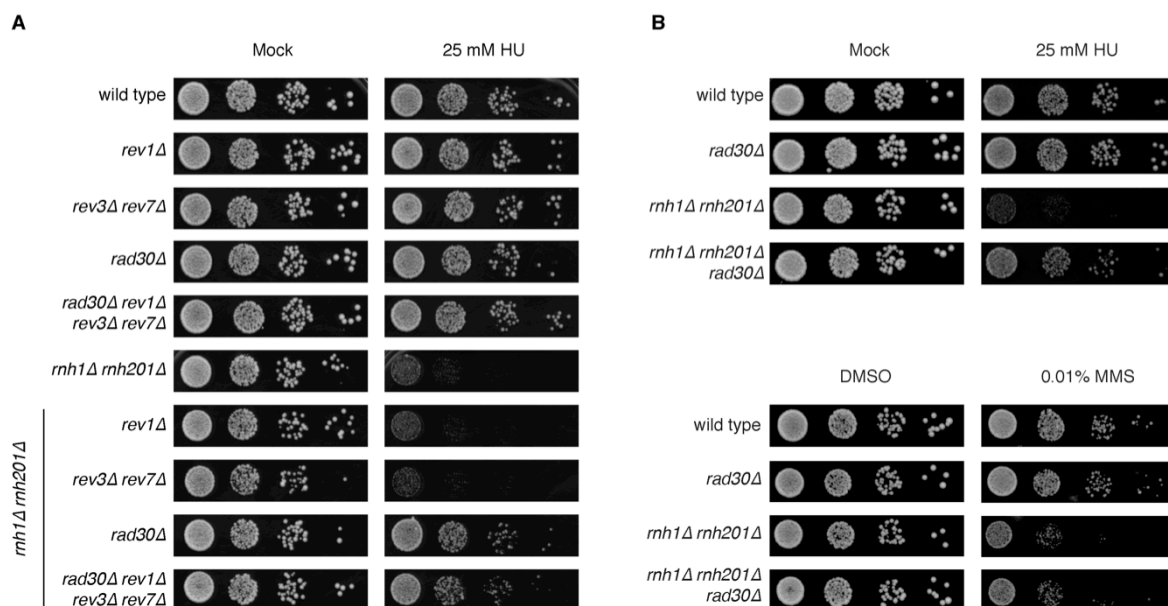 A
Mock
25 mM HU
wild type
rev1Δ
rev3Δ rev7Δ
rad30Δ
rad30Δ rev1Δ
rev3Δ rev7Δ
rnh1Δ rnh201Δ
rnh1Δ rnh201Δ
rev1Δ
rev3Δ rev7Δ
rad30Δ
rad30Δ rev1Δ
rev3Δ rev7Δ
B
Mock
25 mM HU
wild type
rad30Δ
rnh1Δ rnh201Δ
rnh1Δ rnh201Δ
rad30Δ
DMSO
0.01% MMS
wild type
rad30Δ
rnh1Δ rnh201Δ
rnh1Δ rnh201Δ
rad30Δ